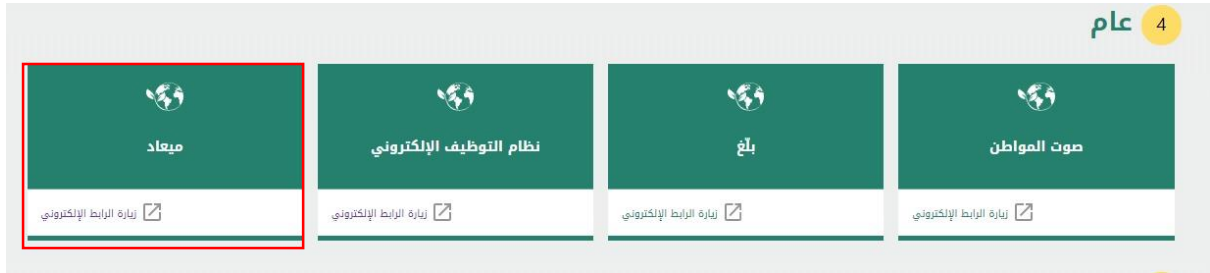 عام 4
صوت المواطن
زيارة الرابط الإلكتروني
بلّغ
زيارة الرابط الإلكتروني
نظام التوظيف الإلكتروني
زيارة الرابط الإلكتروني
ميعاد
زيارة الرابط الإلكتروني